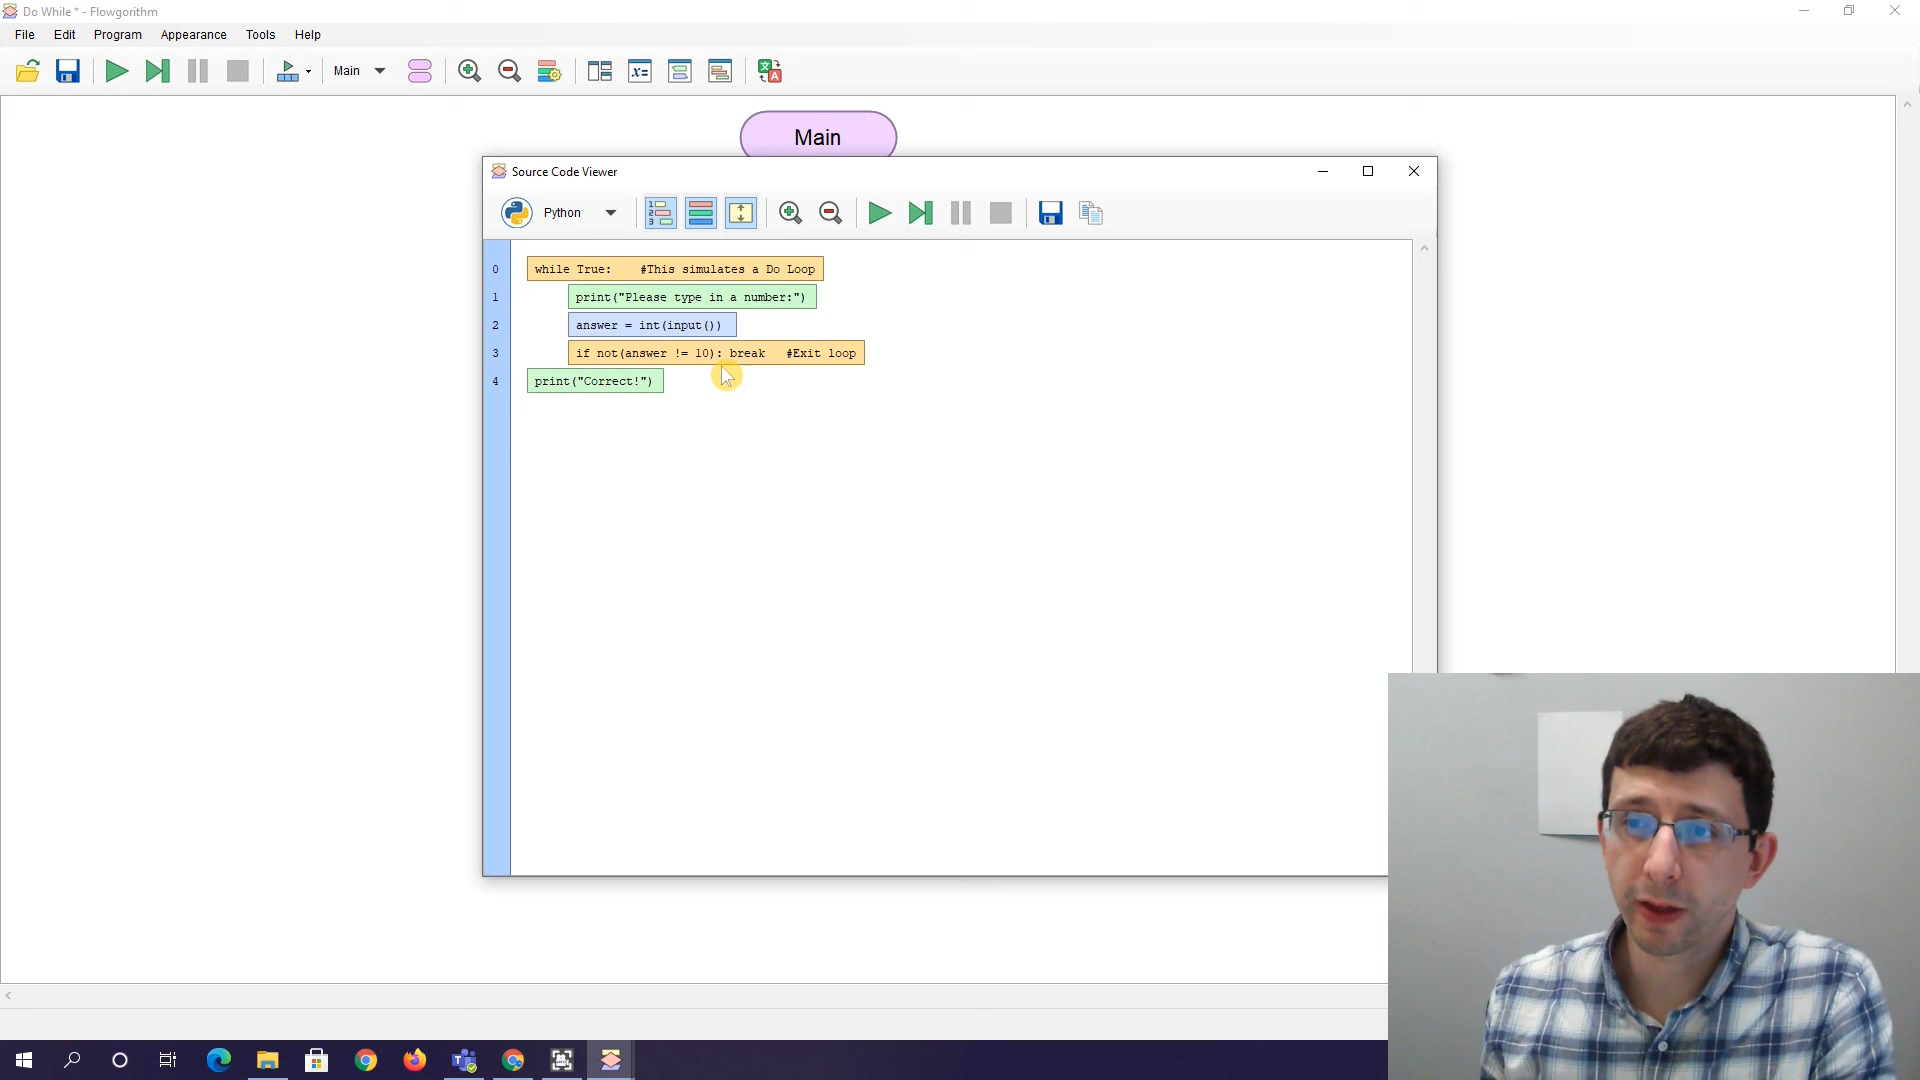 Do While * - Flowgorithm
File Edit Program Appearance Tools Help
Main
Main
Source Code Viewer
Python
0 while True: #This simulates a Do Loop
1 print("Please type in a number:")
2 answer = int(input())
3 if not(answer != 10): break #Exit loop
4 print("Correct!")